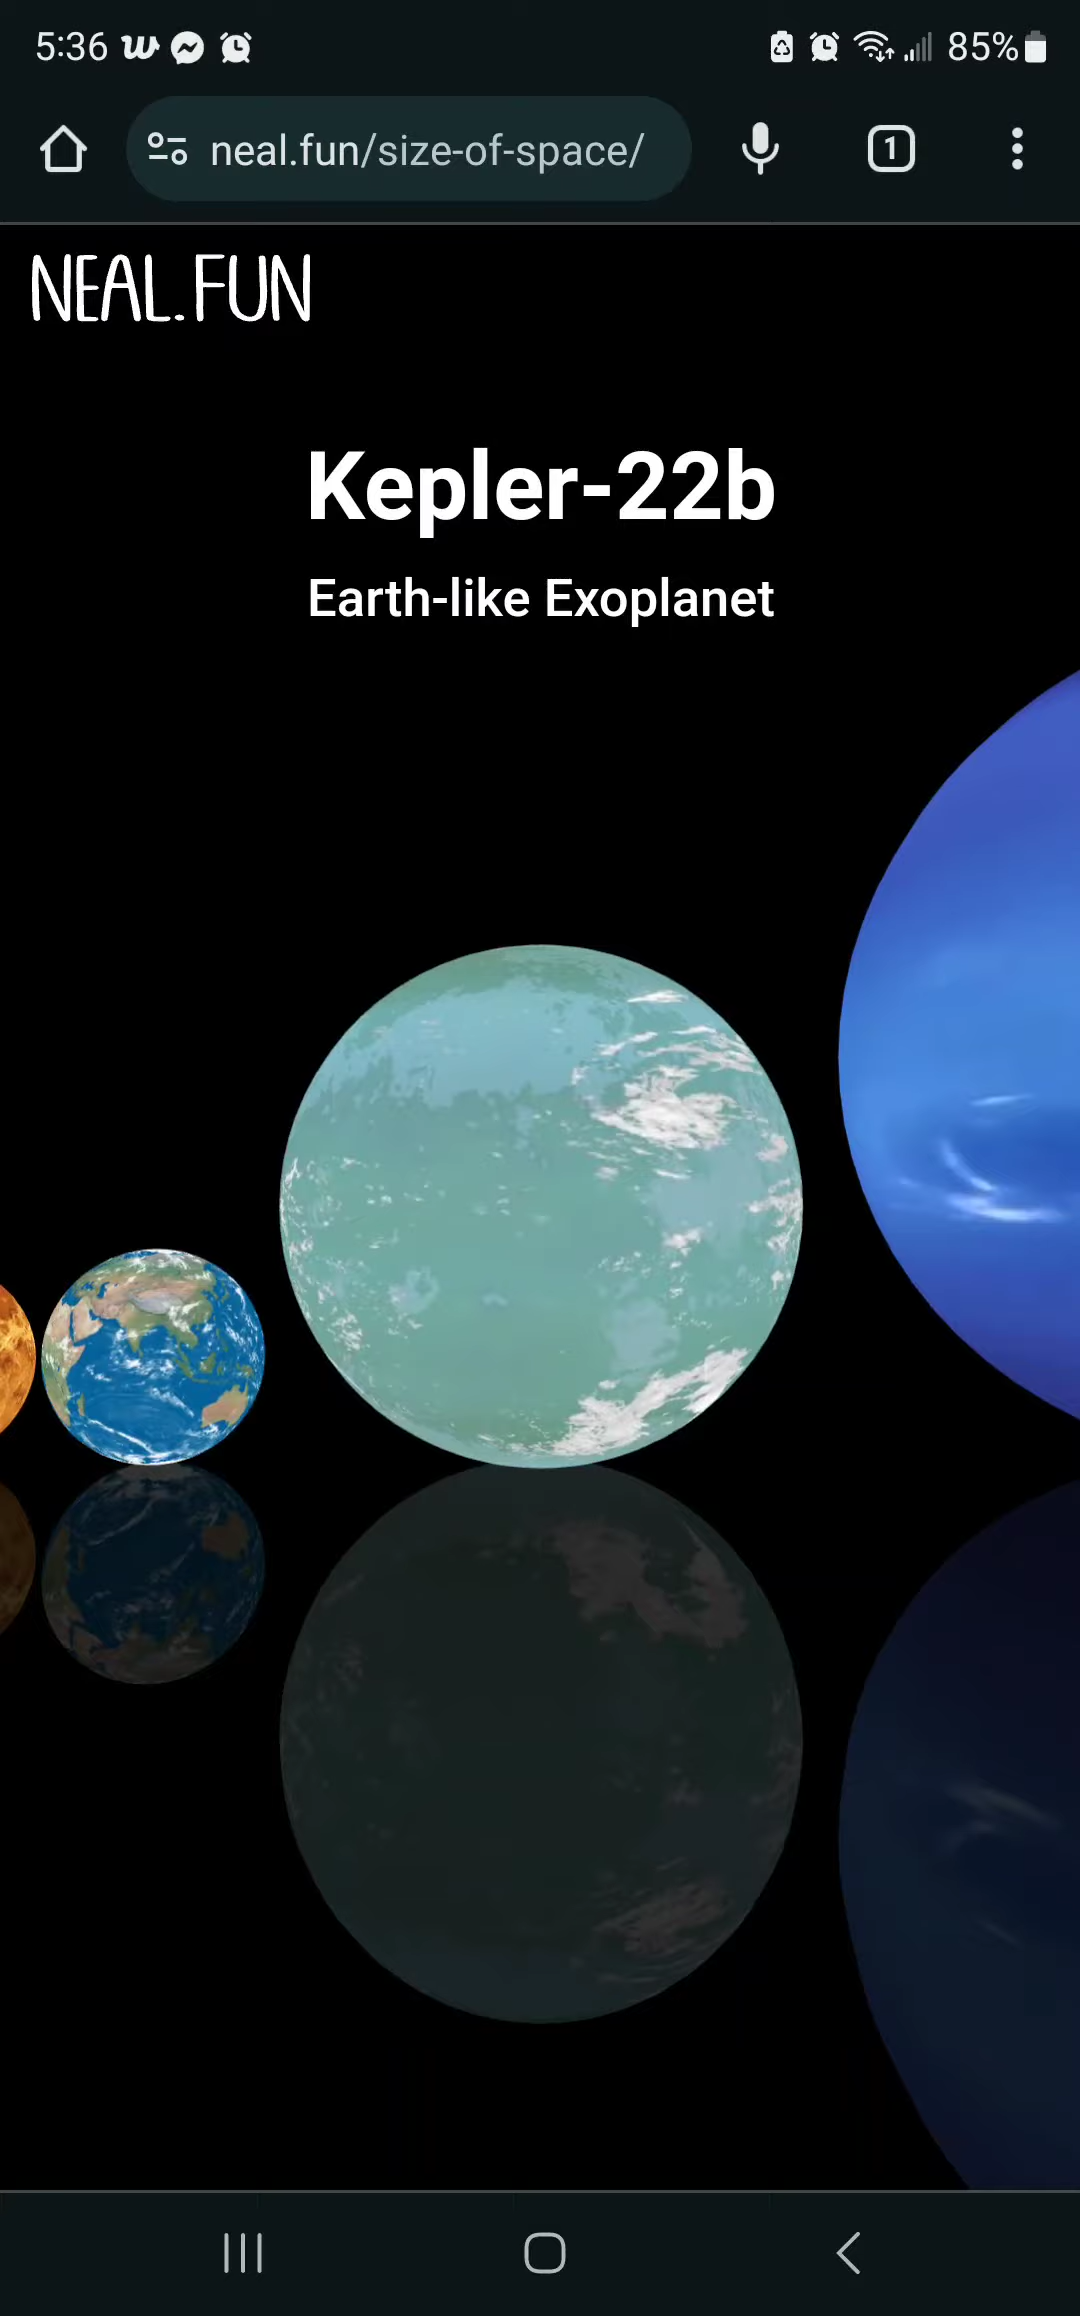 5:36
85%
neal.fun/size-of-space/
1
NEAL.FUN
Kepler-22b
Earth-like Exoplanet